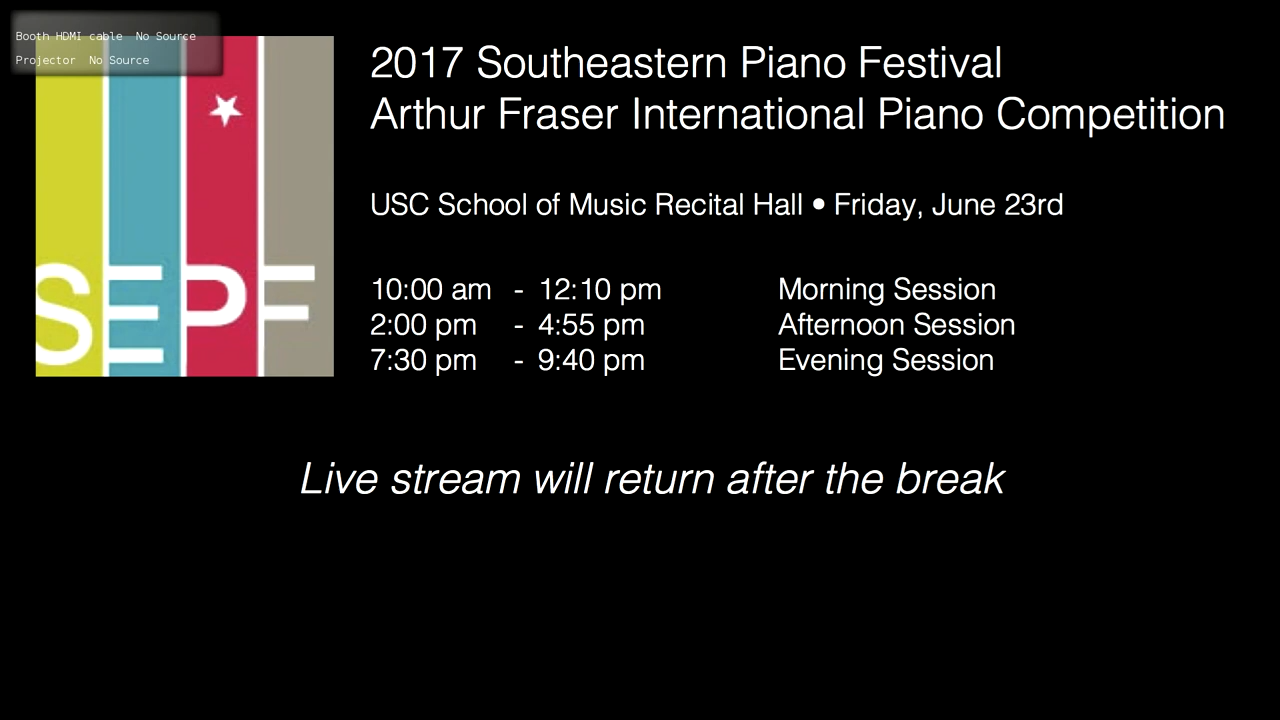 Booth HDMI cable  No Source
Projector  No Source
SEPF
2017 Southeastern Piano Festival
Arthur Fraser International Piano Competition
USC School of Music Recital Hall • Friday, June 23rd
10:00 am - 12:10 pm Morning Session
2:00 pm - 4:55 pm Afternoon Session
7:30 pm - 9:40 pm Evening Session
Live stream will return after the break